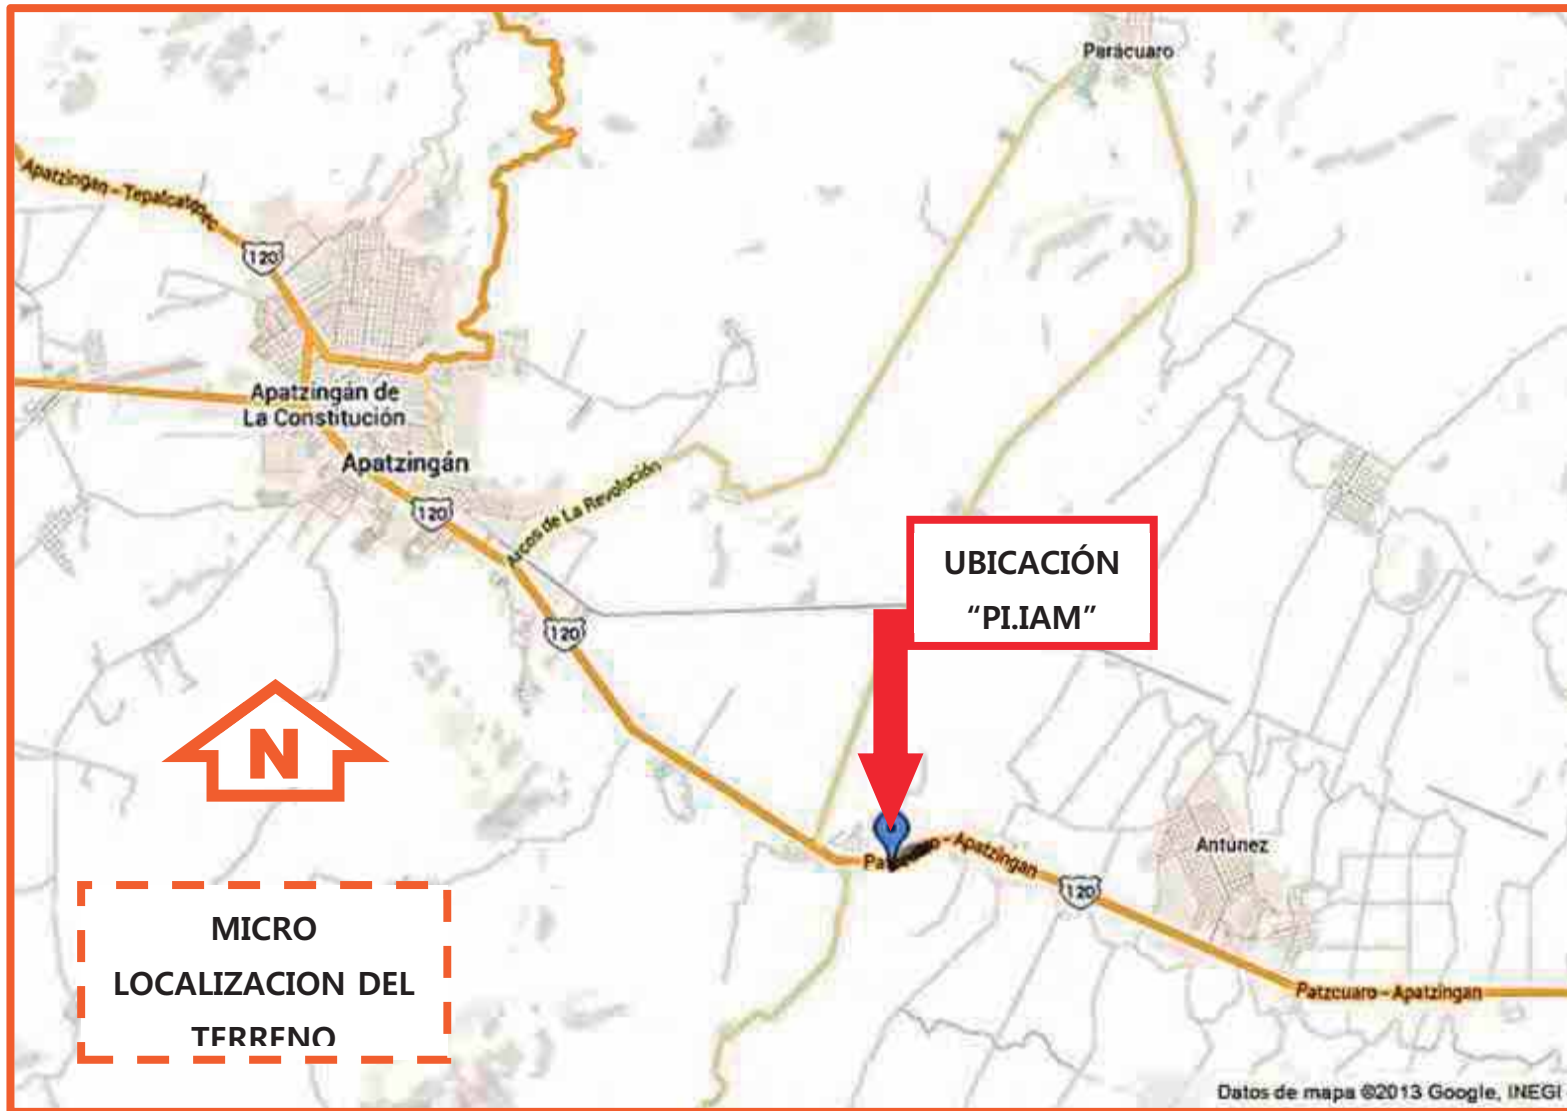 Parácuaro
Apatzingan - Tepalcatepec
120
Apatzingán de
La Constitución
Apatzingán
120
Arcos de La Revolución
UBICACIÓN
“PI.IAM”
120
N
Antúnez
- Apatzingan
120
MICRO
LOCALIZACION DEL
TERRENO
Patzcuaro - Apatzingan
Datos de mapa ©2013 Google, INEGI